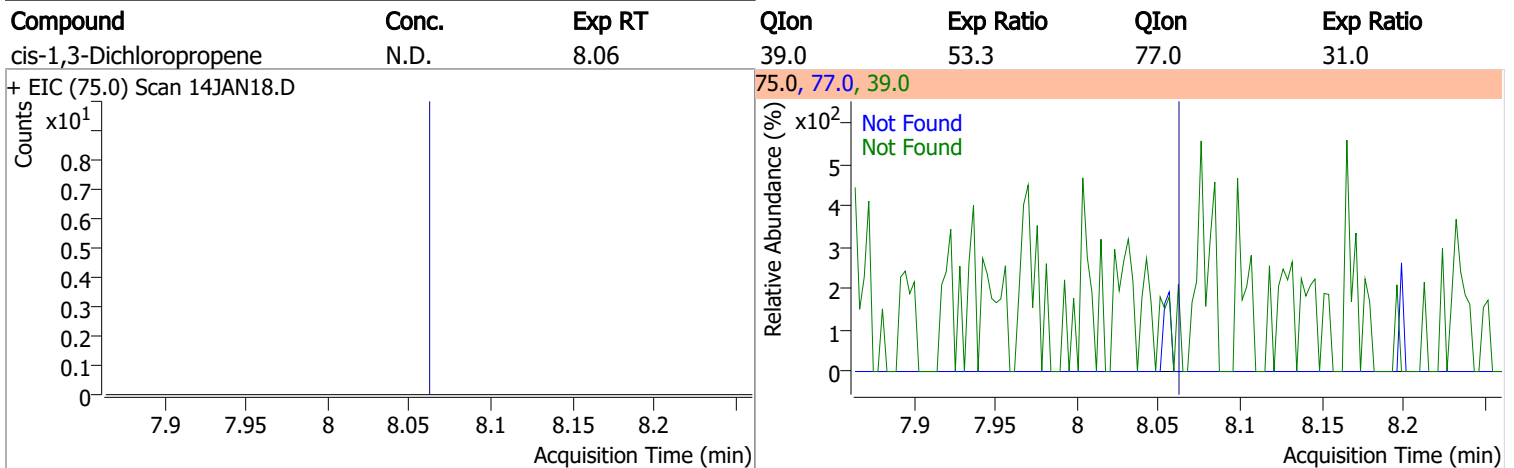 Compound Conc. Exp RT QIon Exp Ratio QIon Exp Ratio
cis-1,3-Dichloropropene N.D. 8.06 39.0 53.3 77.0 31.0
+ EIC (75.0) Scan 14JAN18.D
Counts
x10¹
0.8
0.7
0.6
0.5
0.4
0.3
0.2
0.1
0
7.9 7.95 8 8.05 8.1 8.15 8.2
Acquisition Time (min)
75.0, 77.0, 39.0
Relative Abundance (%)
x10²
Not Found
Not Found
5
4
3
2
1
0
7.9 7.95 8 8.05 8.1 8.15 8.2
Acquisition Time (min)